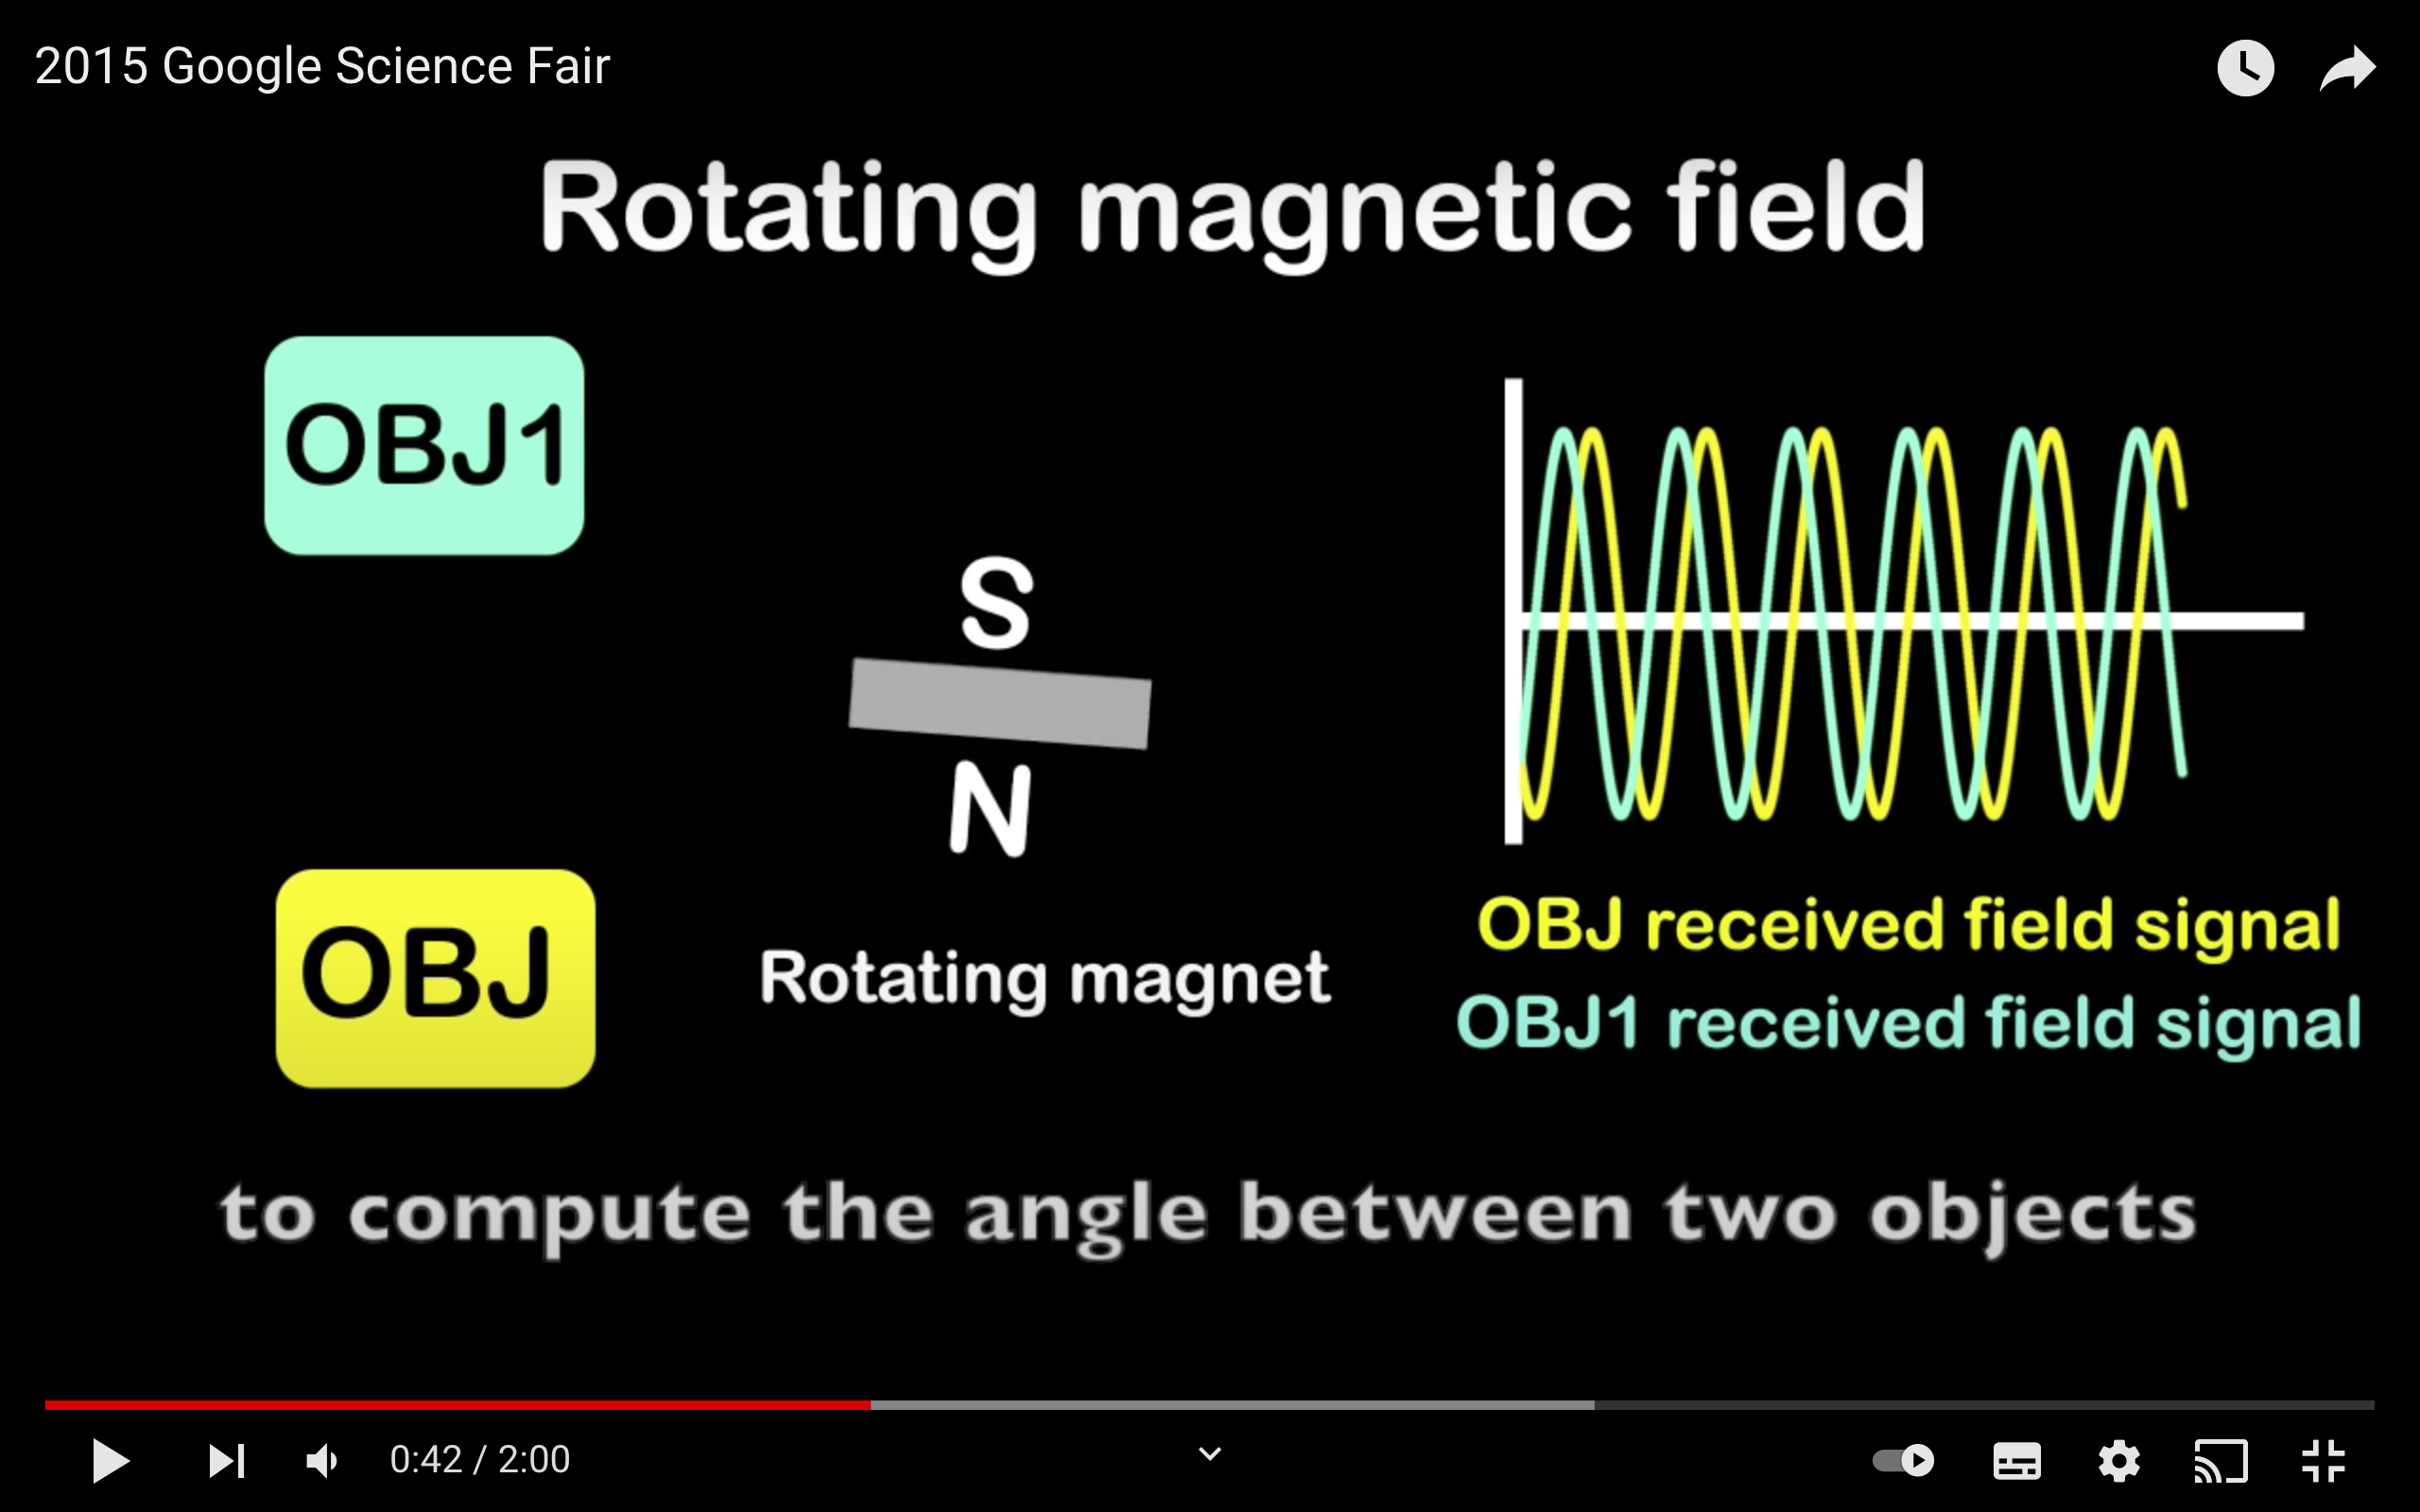 2015 Google Science Fair
Rotating magnetic field
OBJ1
S
N
OBJ
Rotating magnet
OBJ received field signal
OBJ1 received field signal
to compute the angle between two objects
0:42 / 2:00